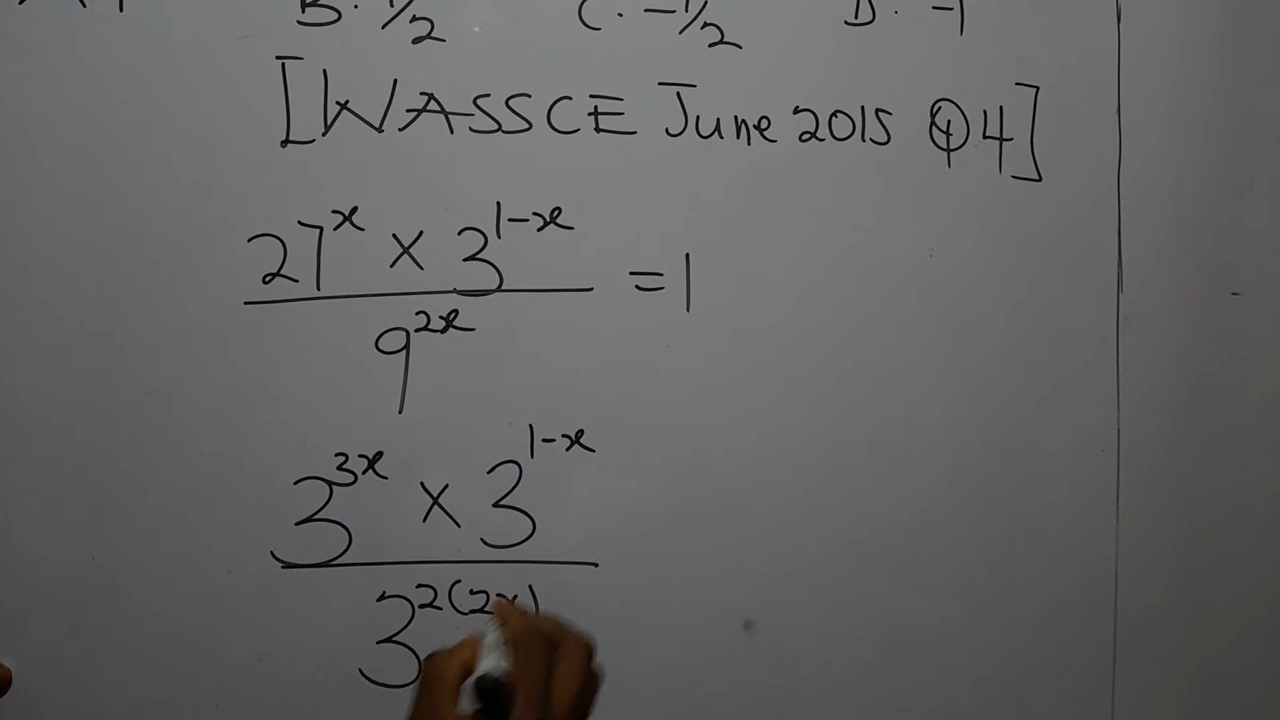 B. 1/2 C. -1/2 D. -1
[WASSCE June 2015 Q4]
27^x × 3^(1-x)
= 1
9^(2x)
3^(3x) × 3^(1-x)
3^2(2x)